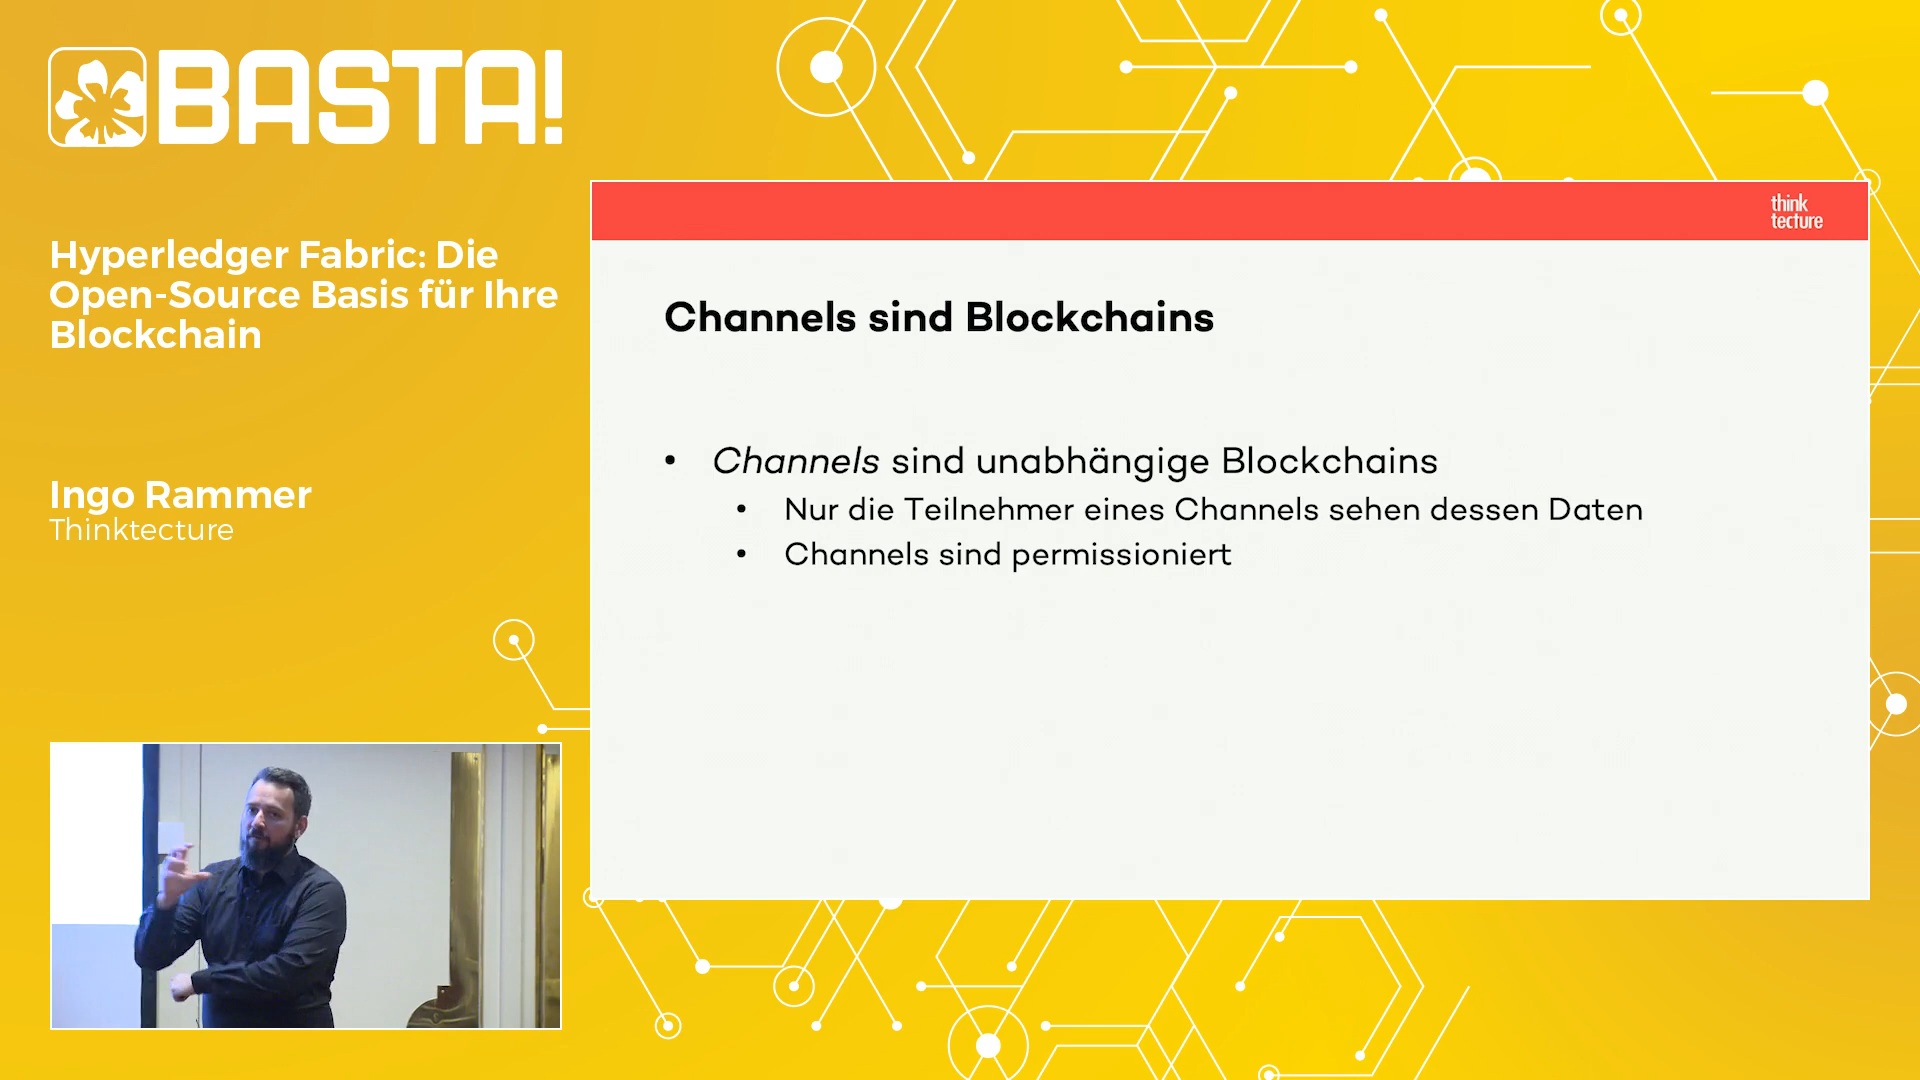 BASTA!
Hyperledger Fabric: Die
Open-Source Basis für Ihre
Blockchain
Ingo Rammer
Thinktecture
think
tecture
Channels sind Blockchains
• Channels sind unabhängige Blockchains
• Nur die Teilnehmer eines Channels sehen dessen Daten
• Channels sind permissioniert